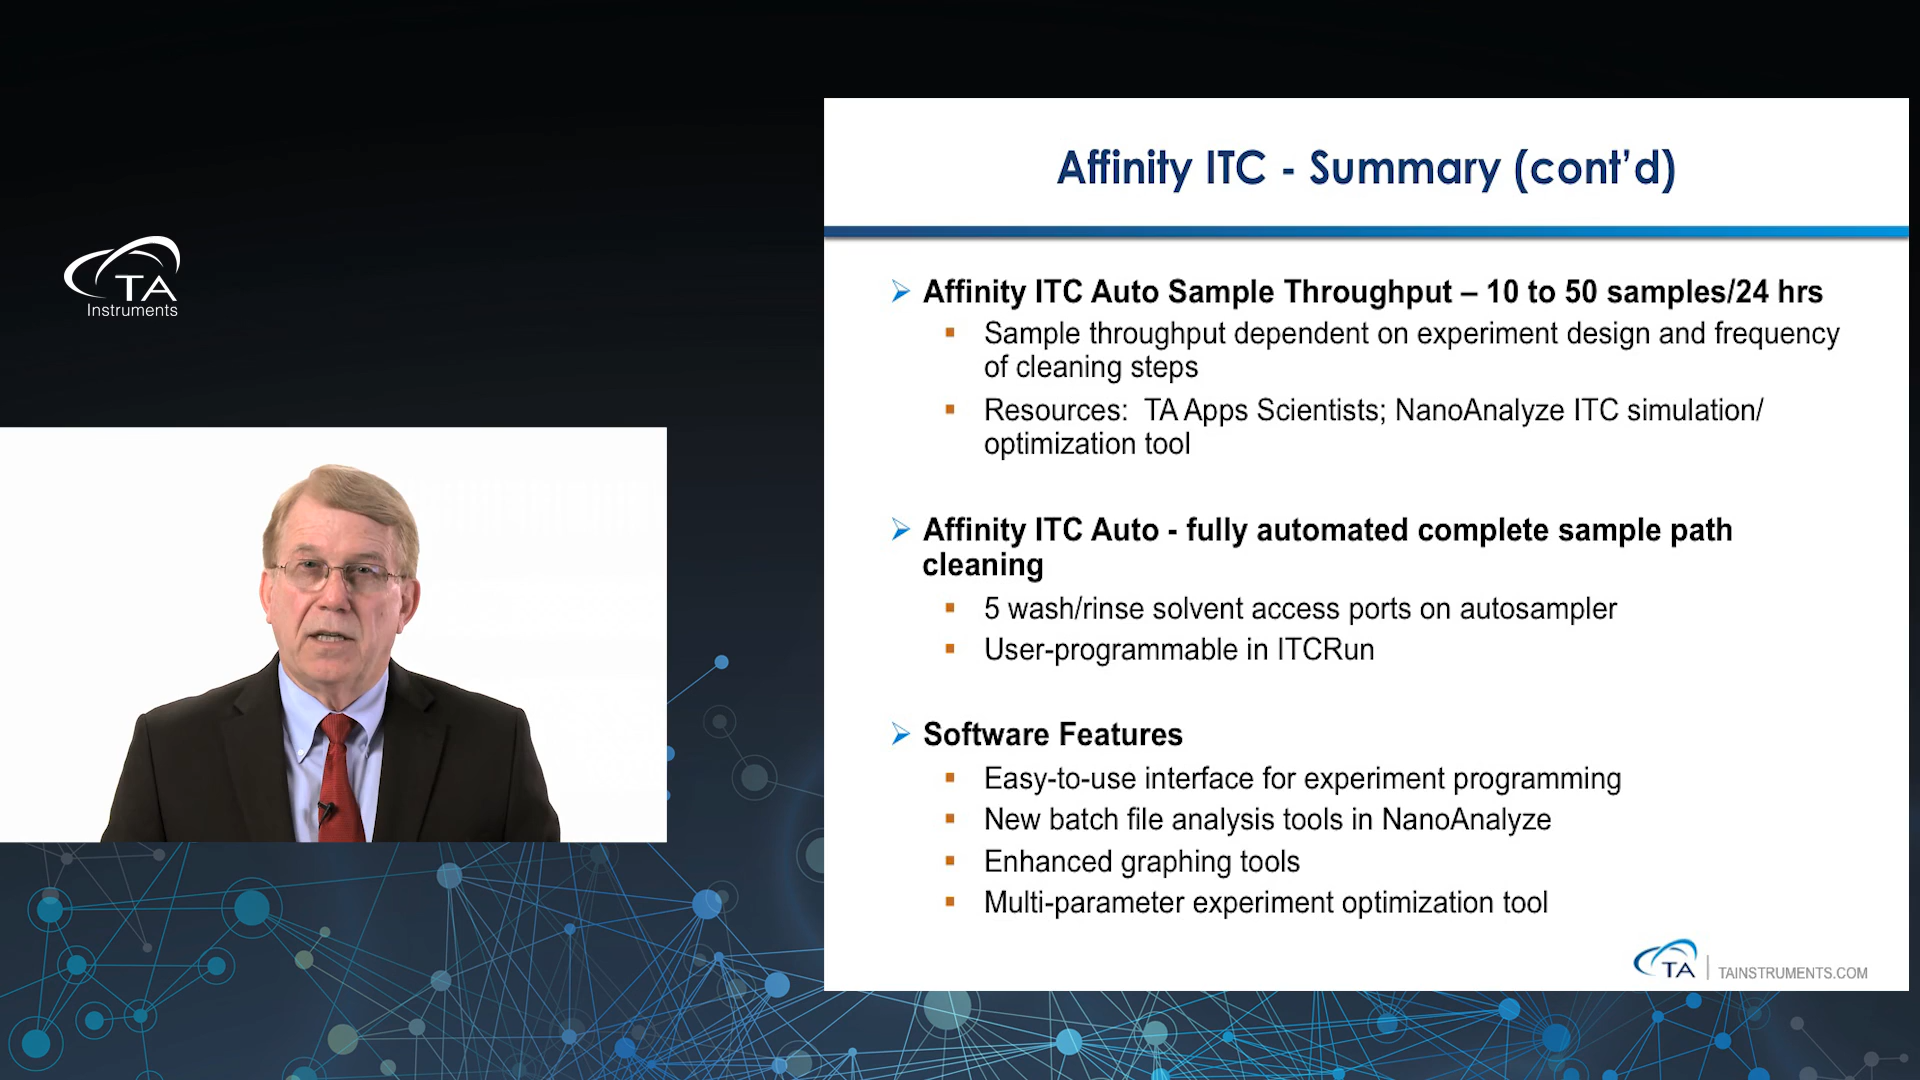 TA
Instruments
Affinity ITC - Summary (cont’d)
Affinity ITC Auto Sample Throughput – 10 to 50 samples/24 hrs
Sample throughput dependent on experiment design and frequency
of cleaning steps
Resources:  TA Apps Scientists; NanoAnalyze ITC simulation/
optimization tool
Affinity ITC Auto - fully automated complete sample path
cleaning
5 wash/rinse solvent access ports on autosampler
User-programmable in ITCRun
Software Features
Easy-to-use interface for experiment programming
New batch file analysis tools in NanoAnalyze
Enhanced graphing tools
Multi-parameter experiment optimization tool
TA | TAINSTRUMENTS.COM